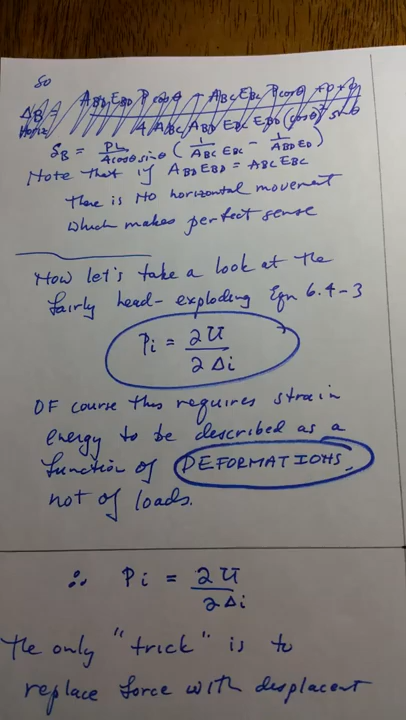 So
δB = PL / 4cosθ sinθ ( 1 / ABC EBC - 1 / ABD ED )
Note that if ABD EBD = ABC EBC
There is No horizontal movement
which makes perfect sense
Now let's take a look at the
fairly head-exploding Eqn 6.4-3
Pi = ∂U / ∂Δi
OF course this requires strain
energy to be described as a
function of DEFORMATIONS,
not of loads.
∴ Pi = ∂U / ∂Δi
The only "trick" is to
replace force with displacent